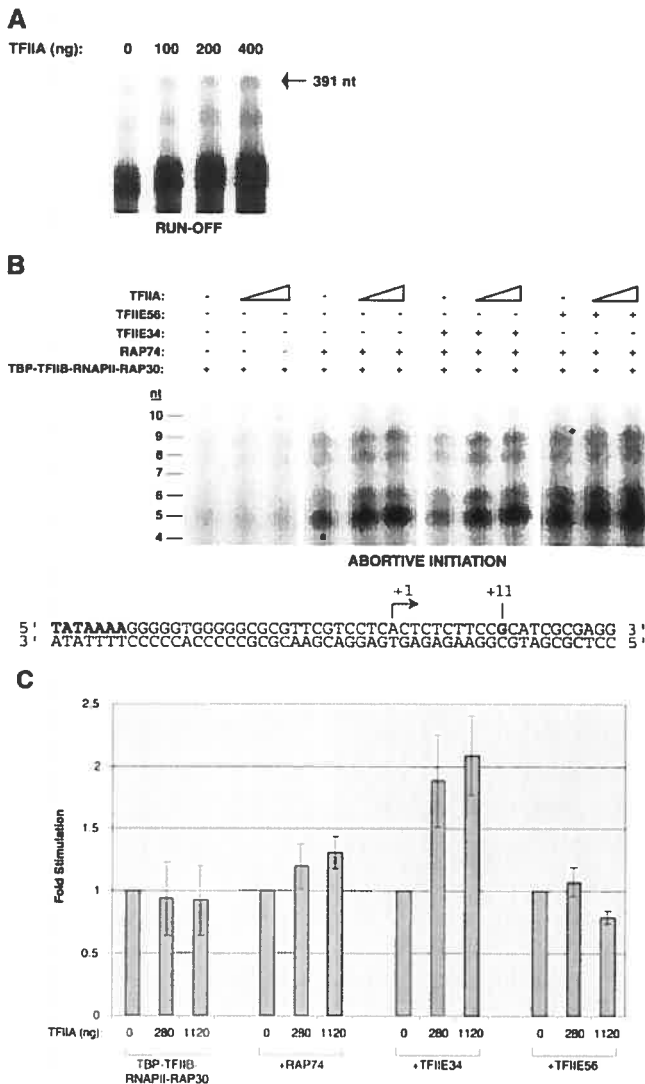 A
TFIIA (ng): 0 100 200 400
391 nt
RUN-OFF
B
TFIIA: - - - -
TFIIE56: - - - - - - - - - + + +
TFIIE34: - - - - - - + + + - - -
RAP74: - - - + + + + + + + + +
TBP-TFIIB-RNAPII-RAP30: + + + + + + + + + + + +
nt
10
9
8
7
6
5
4
ABORTIVE INITIATION
+1 +11
5' TATAAAAGGGGGTGGGGGCGCGTTCGTCCTCACTCTCTTCCGCATCGCGAGG 3'
3' ATATTTTCCCCCACCCCCGCGCAAGCAGGAGTGAGAGAAGGCGTAGCGCTCC 5'
C
Fold Stimulation
2.5
2
1.5
1
0.5
0
TFIIA (ng): 0 280 1120 0 280 1120 0 280 1120 0 280 1120
TBP-TFIIB-RNAPII-RAP30 +RAP74 +TFIIE34 +TFIIE56